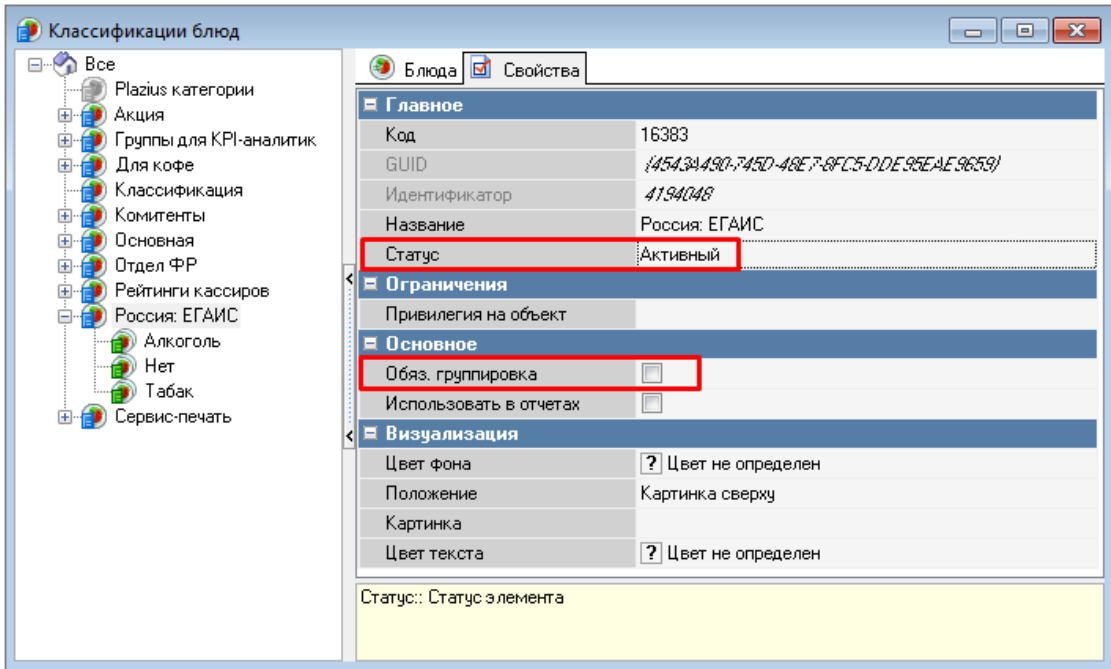 Классификации блюд
Все
Plazius категории
Акция
Группы для KPI-аналитик
Для кофе
Классификация
Комитенты
Основная
Отдел ФР
Рейтинги кассиров
Россия: ЕГАИС
Алкоголь
Нет
Табак
Сервис-печать
Блюда Свойства
Главное
Код 16383
GUID {4543A490-745D-48E7-8FC5-DDE95EAE9659}
Идентификатор 4194046
Название Россия: ЕГАИС
Статус Активный
Ограничения
Привилегия на объект
Основное
Обяз. группировка
Использовать в отчетах
Визуализация
Цвет фона ? Цвет не определен
Положение Картинка сверху
Картинка
Цвет текста ? Цвет не определен
Статус:: Статус элемента